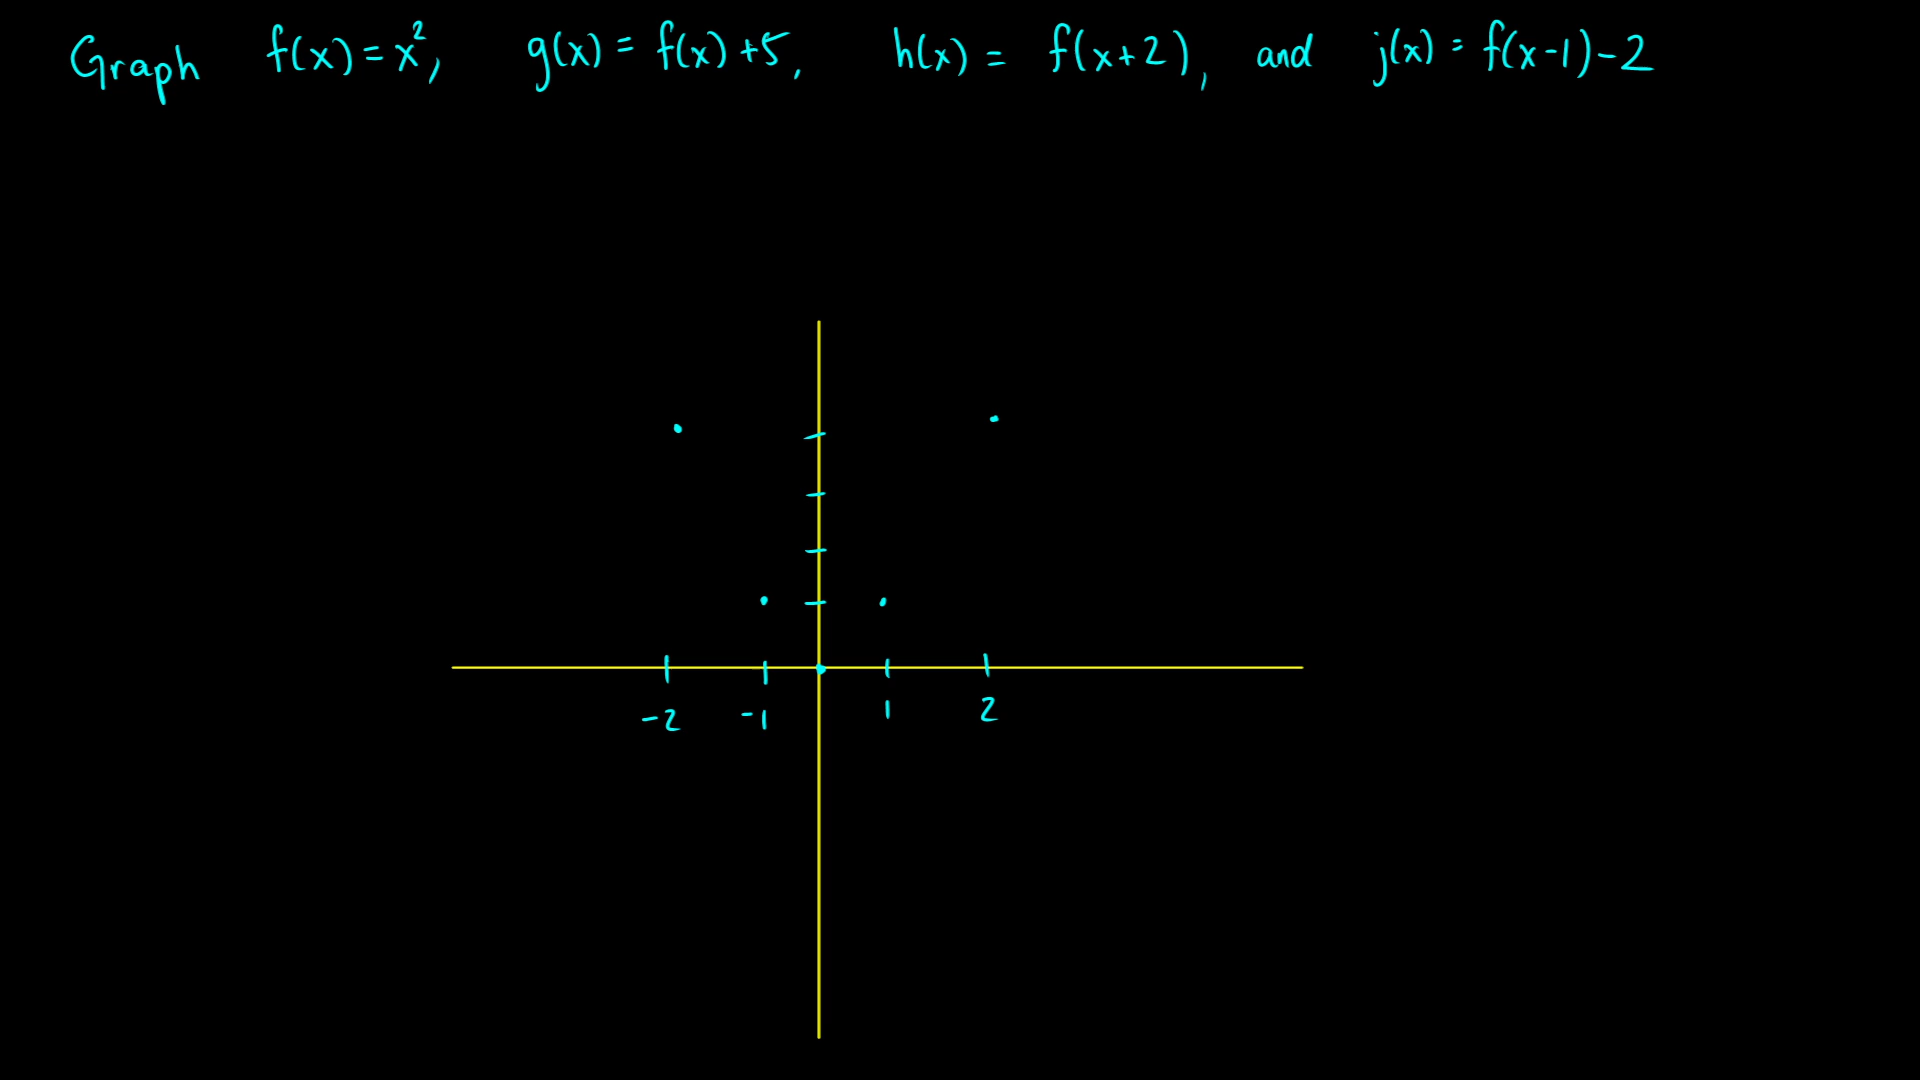 Graph f(x) = x², g(x) = f(x) + 5, h(x) = f(x+2), and j(x) = f(x-1) - 2
-2 -1 1 2